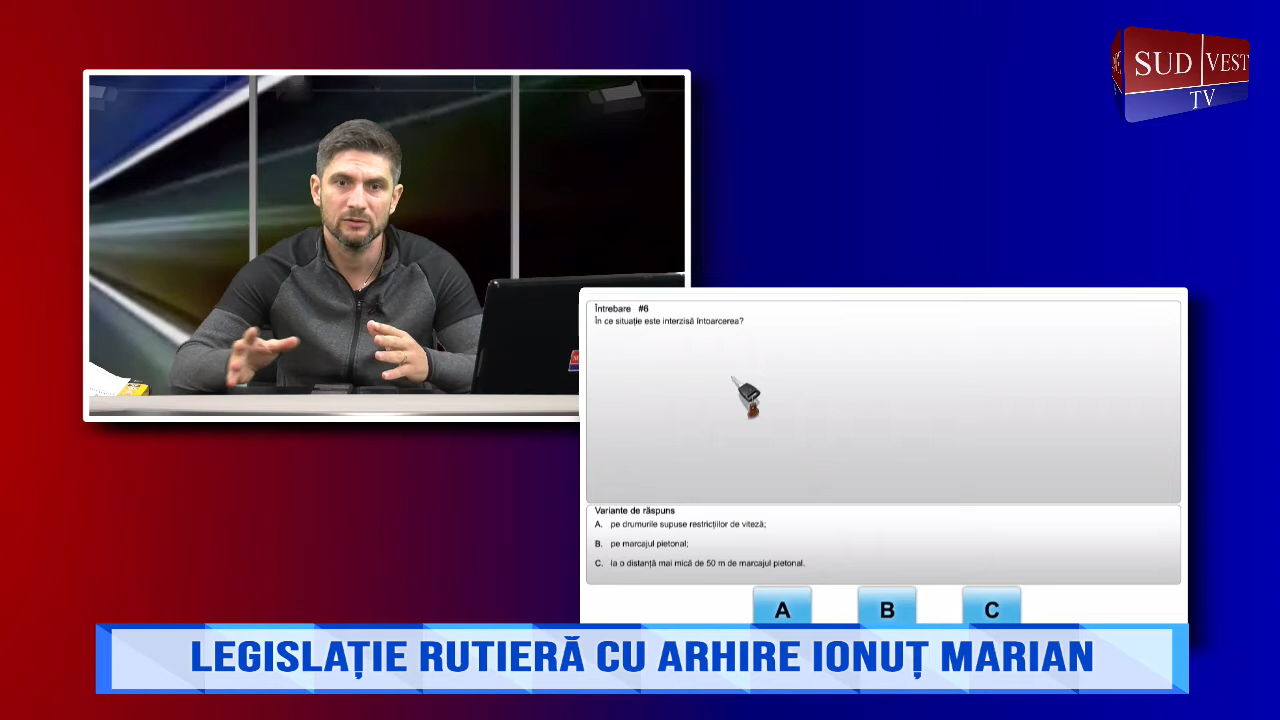 SUD VEST
TV
Întrebare #6
În ce situație este interzisă întoarcerea?
Variante de răspuns
A. pe drumurile supuse restricțiilor de viteză;
B. pe marcajul pietonal;
C. la o distanță mai mică de 50 m de marcajul pietonal.
A B C
LEGISLAȚIE RUTIERĂ CU ARHIRE IONUȚ MARIAN